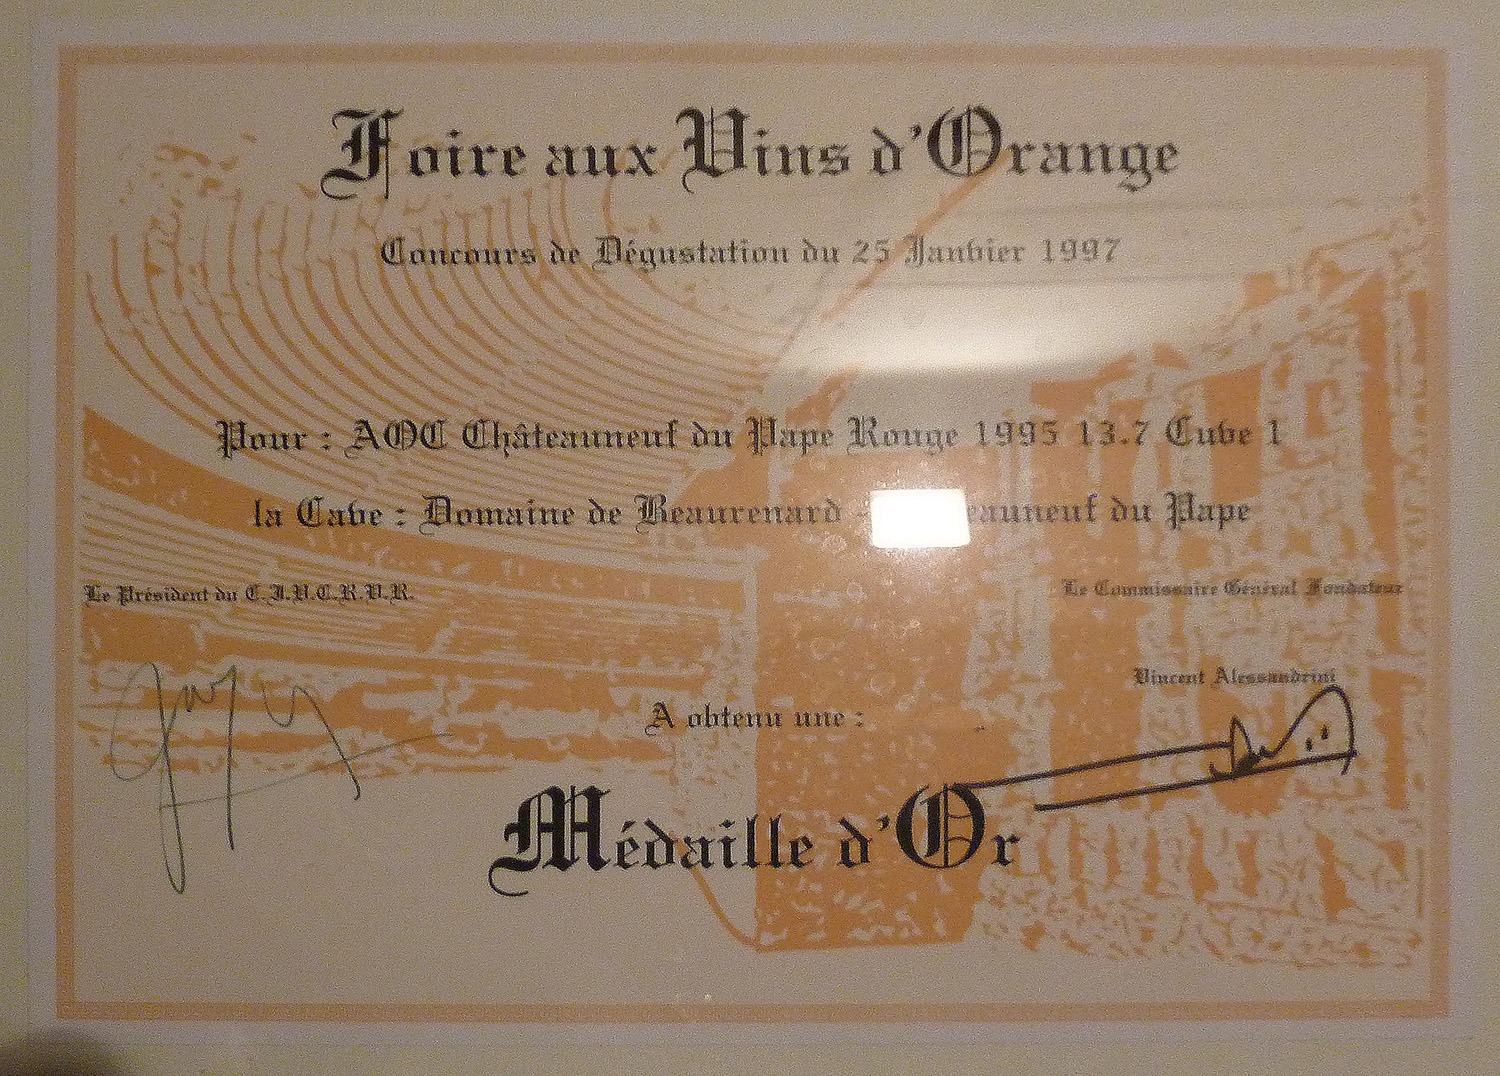 Foire aux Vins d'Orange
Concours de Dégustation du 25 Janvier 1997
Pour : AOC Châteauneuf du Pape Rouge 1995 13.7 Cuve 1
la Cave : Domaine de Beaurenard - eauneuf du Pape
Le Président du C.I.V.C.R.V.R.
Le Commissaire Général Fondateur
Vincent Alessandrini
A obtenu une :
Médaille d'Or